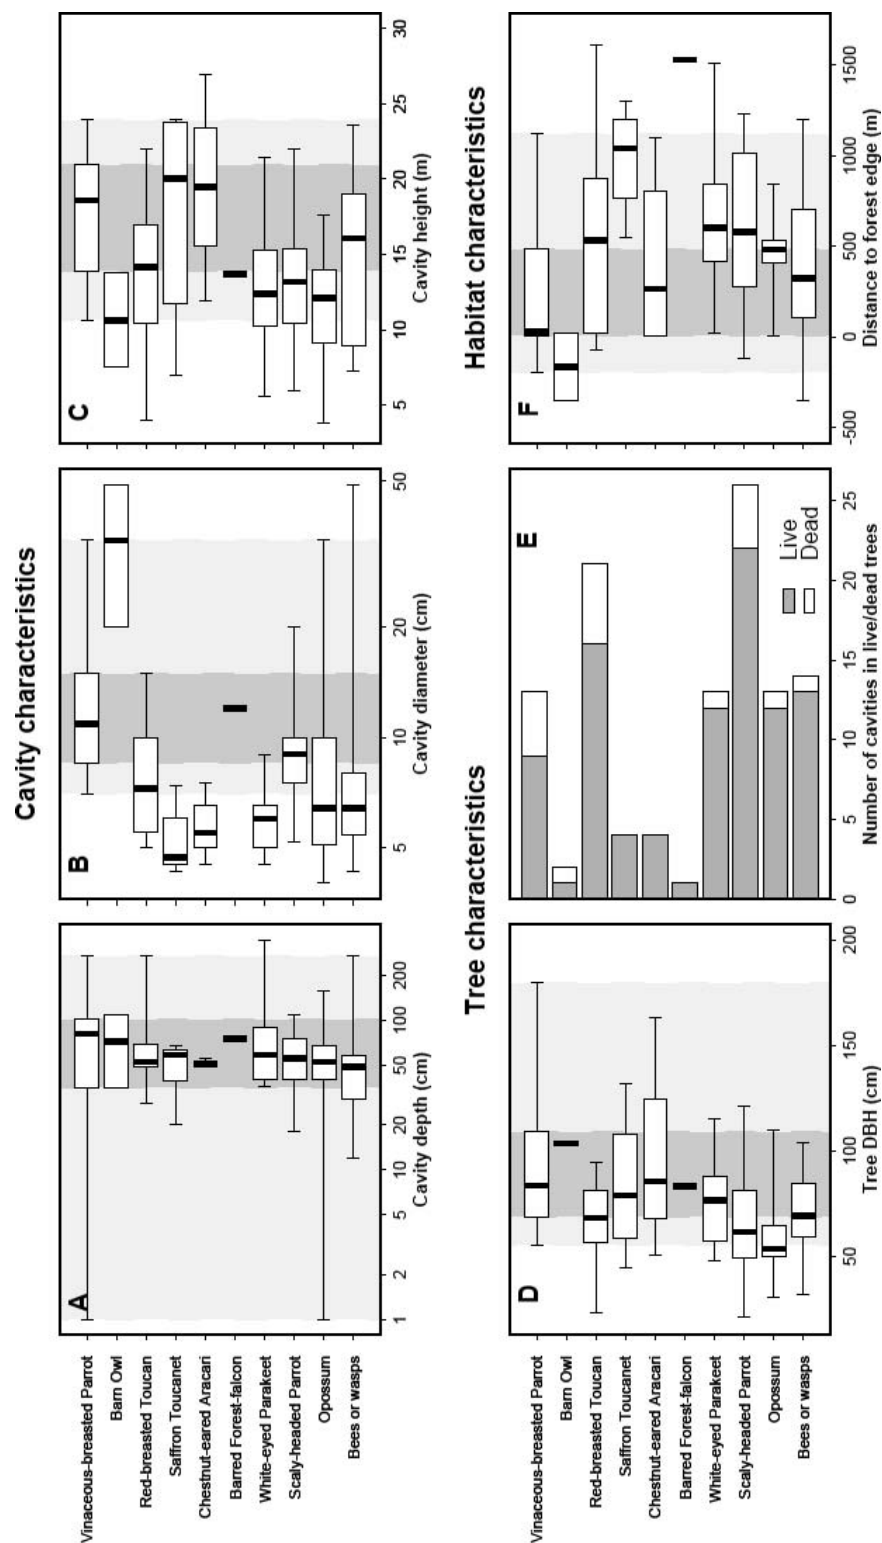 Cavity characteristics
A
B
C
Vinaceous-breasted Parrot
Barn Owl
Red-breasted Toucan
Saffron Toucanet
Chestnut-eared Aracari
Barred Forest-falcon
White-eyed Parakeet
Scaly-headed Parrot
Opossum
Bees or wasps
1 2 5 10 20 50 100 200
Cavity depth (cm)
5 10 20 50
Cavity diameter (cm)
5 10 15 20 25 30
Cavity height (m)
Tree characteristics
Habitat characteristics
D
E
F
Vinaceous-breasted Parrot
Barn Owl
Red-breasted Toucan
Saffron Toucanet
Chestnut-eared Aracari
Barred Forest-falcon
White-eyed Parakeet
Scaly-headed Parrot
Opossum
Bees or wasps
Live
Dead
50 100 150 200
Tree DBH (cm)
0 5 10 15 20 25
Number of cavities in live/dead trees
-500 0 500 1000 1500
Distance to forest edge (m)